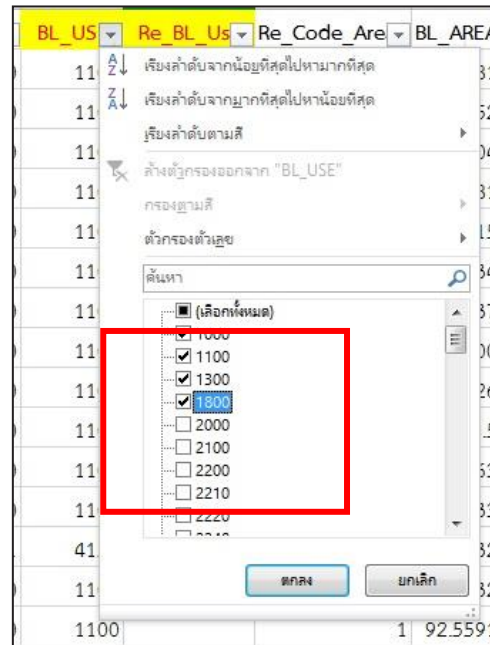 BL_US Re_BL_Us Re_Code_Are BL_AREA
เรียงลำดับจากน้อยที่สุดไปหามากที่สุด
เรียงลำดับจากมากที่สุดไปหาน้อยที่สุด
เรียงลำดับตามสี
ล้างตัวกรองออกจาก "BL_USE"
กรองตามสี
ตัวกรองตัวเลข
ค้นหา
(เลือกทั้งหมด)
1000
1100
1300
1800
2000
2100
2200
2210
2220
2240
ตกลง ยกเลิก
1100 1 92.5591